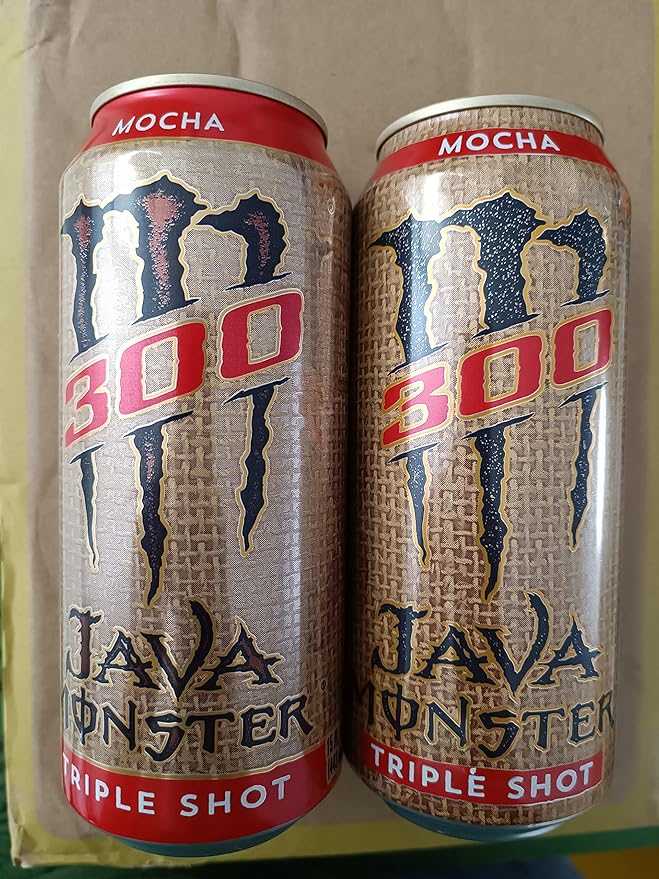 MOCHA
300
JAVA
MONSTER
TRIPLE SHOT
MOCHA
300
JAVA
MONSTER
TRIPLE SHOT